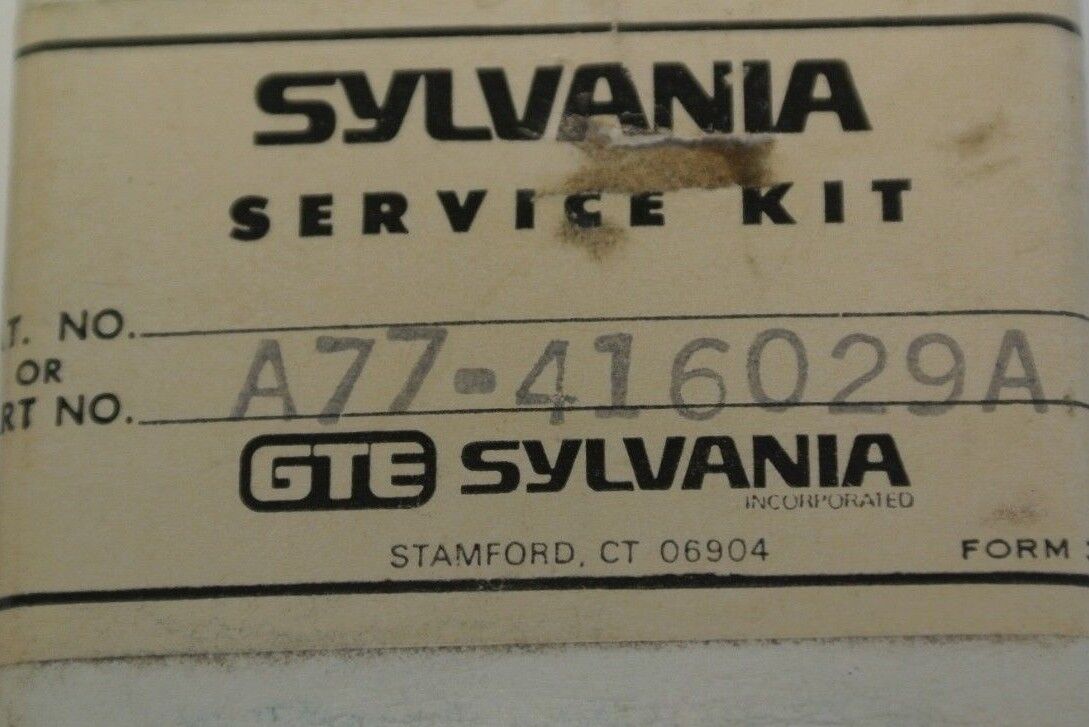 SYLVANIA
SERVICE KIT
T. NO.
OR A77-416029A
RT NO.
GTE SYLVANIA
INCORPORATED
STAMFORD, CT 06904 FORM